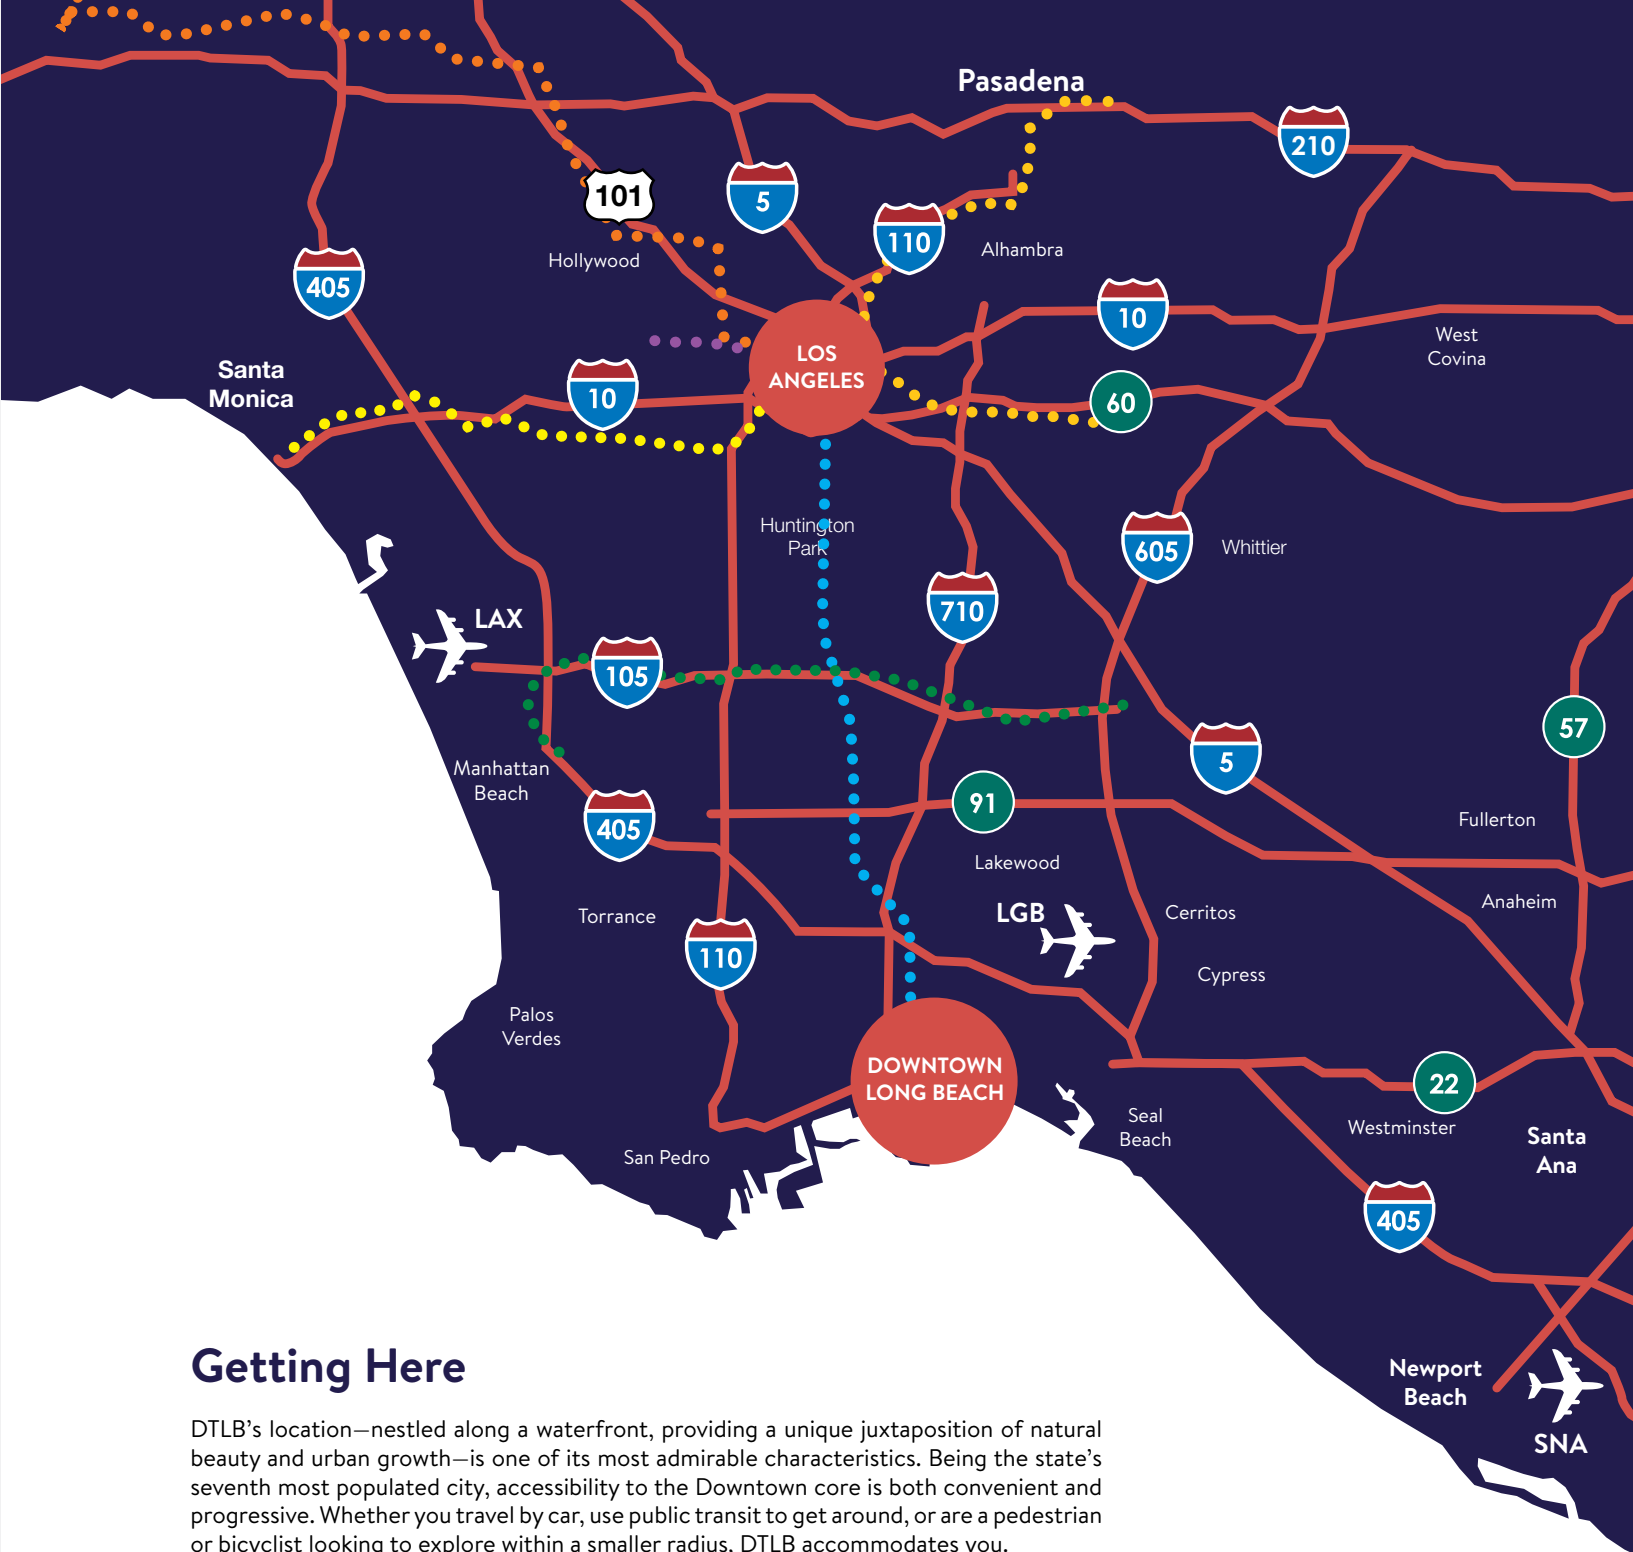 Pasadena
210
101
5
110
Alhambra
Hollywood
405
10
West
Covina
LOS
ANGELES
Santa
Monica
10
60
Huntington
Park
605
Whittier
710
LAX
105
57
5
Manhattan
Beach
91
405
Fullerton
Lakewood
Anaheim
LGB
Cerritos
Torrance
110
Cypress
Palos
Verdes
DOWNTOWN
LONG BEACH
22
Seal
Beach
Westminster
Santa
Ana
San Pedro
405
Newport
Beach
SNA
Getting Here
DTLB’s location—nestled along a waterfront, providing a unique juxtaposition of natural
beauty and urban growth—is one of its most admirable characteristics. Being the state’s
seventh most populated city, accessibility to the Downtown core is both convenient and
progressive. Whether you travel by car, use public transit to get around, or are a pedestrian
or bicyclist looking to explore within a smaller radius, DTLB accommodates you.